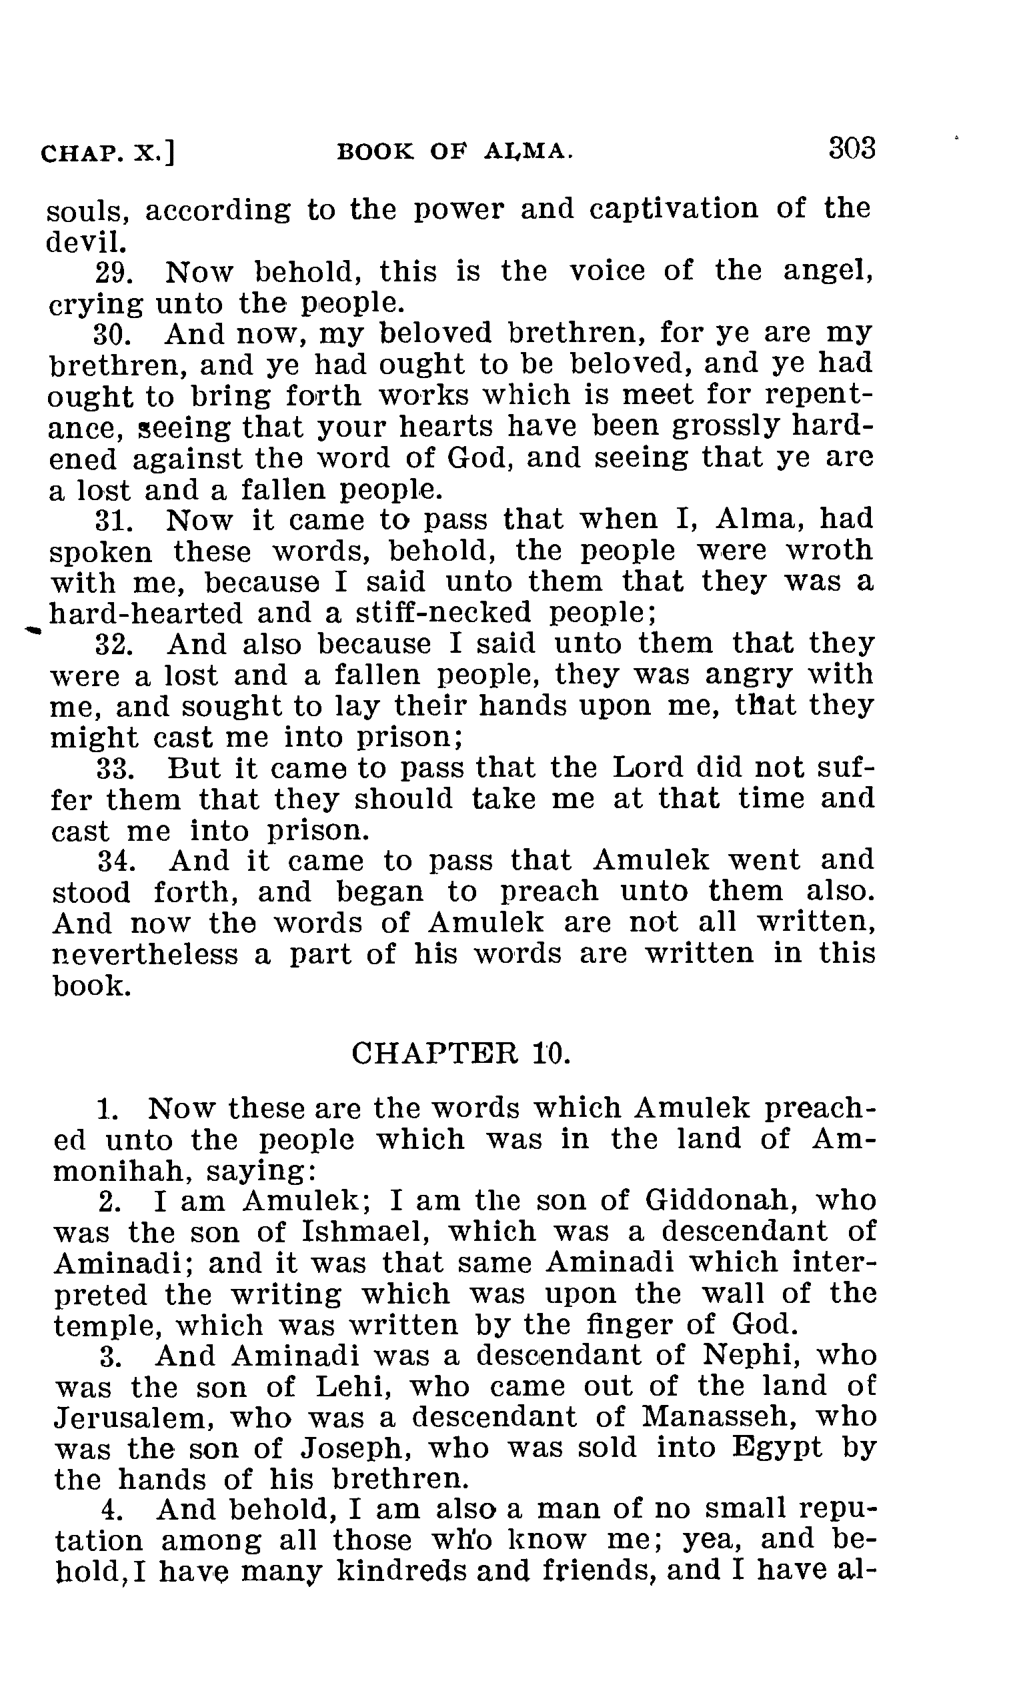 CHAP. X.] BOOK OF ALMA. 303
souls, according to the power and captivation of the
devil.
29. Now behold, this is the voice of the angel,
crying unto the people.
30. And now, my beloved brethren, for ye are my
brethren, and ye had ought to be beloved, and ye had
ought to bring forth works which is meet for repent-
ance, seeing that your hearts have been grossly hard-
ened against the word of God, and seeing that ye are
a lost and a fallen people.
31. Now it came to pass that when I, Alma, had
spoken these words, behold, the people were wroth
with me, because I said unto them that they was a
hard-hearted and a stiff-necked people;
32. And also because I said unto them that they
were a lost and a fallen people, they was angry with
me, and sought to lay their hands upon me, that they
might cast me into prison;
33. But it came to pass that the Lord did not suf-
fer them that they should take me at that time and
cast me into prison.
34. And it came to pass that Amulek went and
stood forth, and began to preach unto them also.
And now the words of Amulek are not all written,
nevertheless a part of his words are written in this
book.
CHAPTER 10.
1. Now these are the words which Amulek preach-
ed unto the people which was in the land of Am-
monihah, saying:
2. I am Amulek; I am the son of Giddonah, who
was the son of Ishmael, which was a descendant of
Aminadi; and it was that same Aminadi which inter-
preted the writing which was upon the wall of the
temple, which was written by the finger of God.
3. And Aminadi was a descendant of Nephi, who
was the son of Lehi, who came out of the land of
Jerusalem, who was a descendant of Manasseh, who
was the son of Joseph, who was sold into Egypt by
the hands of his brethren.
4. And behold, I am also a man of no small repu-
tation among all those who know me; yea, and be-
hold, I have many kindreds and friends, and I have al-